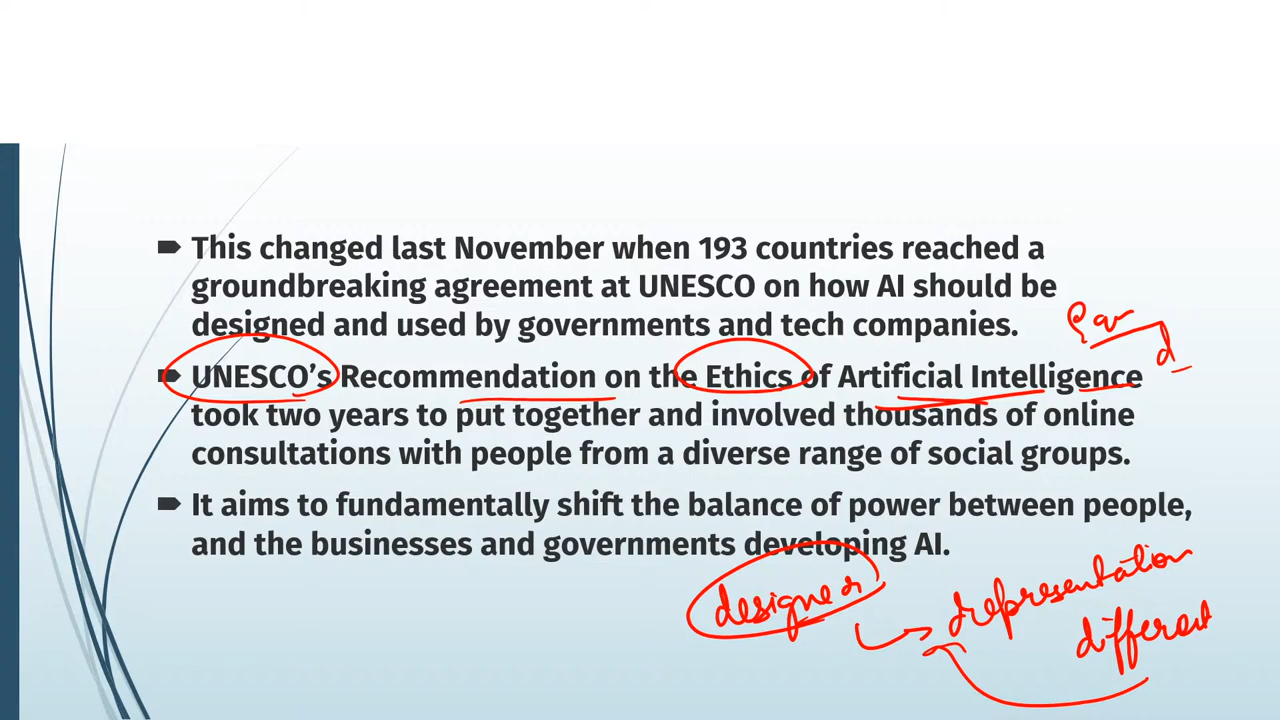 This changed last November when 193 countries reached a
groundbreaking agreement at UNESCO on how AI should be
designed and used by governments and tech companies.
UNESCO's Recommendation on the Ethics of Artificial Intelligence
took two years to put together and involved thousands of online
consultations with people from a diverse range of social groups.
It aims to fundamentally shift the balance of power between people,
and the businesses and governments developing AI.
designer
representation
different